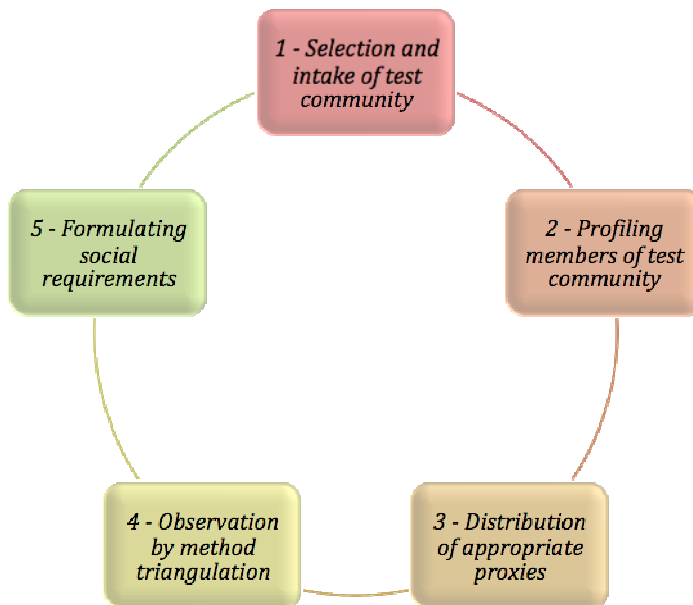 1 - Selection and
intake of test
community
2 - Profiling
members of test
community
3 - Distribution
of appropriate
proxies
4 - Observation
by method
triangulation
5 - Formulating
social
requirements